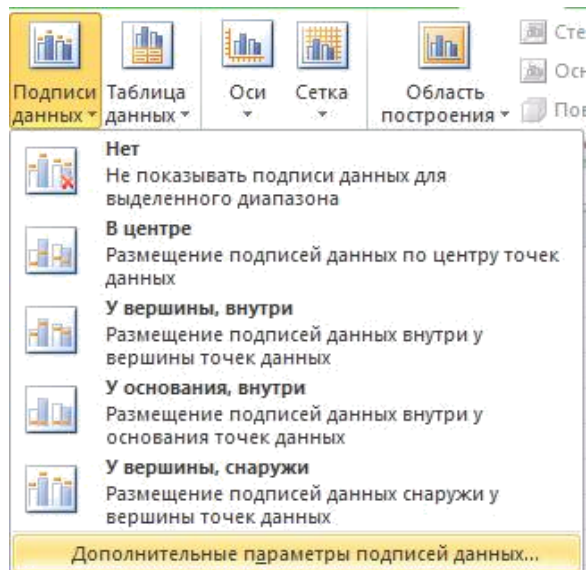 Подписи данных
Таблица данных
Оси
Сетка
Область построения
Нет
Не показывать подписи данных для
выделенного диапазона
В центре
Размещение подписей данных по центру точек
данных
У вершины, внутри
Размещение подписей данных внутри у
вершины точек данных
У основания, внутри
Размещение подписей данных внутри у
основания точек данных
У вершины, снаружи
Размещение подписей данных снаружи у
вершины точек данных
Дополнительные параметры подписей данных...